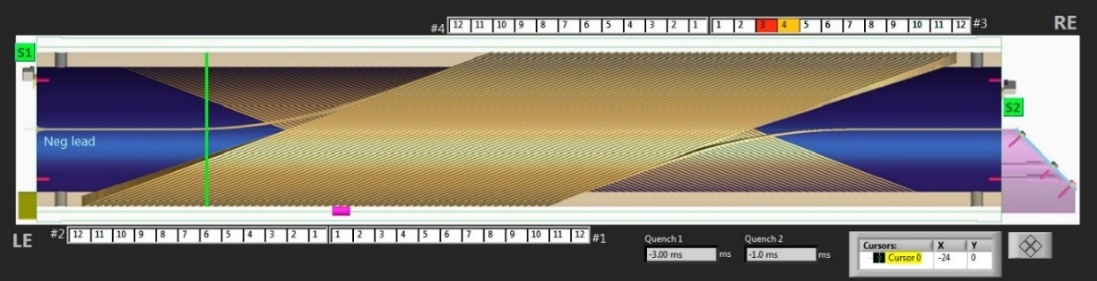 #4 12 11 10 9 8 7 6 5 4 3 2 1 1 2 3 4 5 6 7 8 9 10 11 12 #3 RE
S1
S2
Neg lead
LE #2 12 11 10 9 8 7 6 5 4 3 2 1 1 2 3 4 5 6 7 8 9 10 11 12 #1
Quench 1 Quench 2
-3.00 ms ms -1.0 ms ms
Cursors: X Y
Cursor 0 -24 0